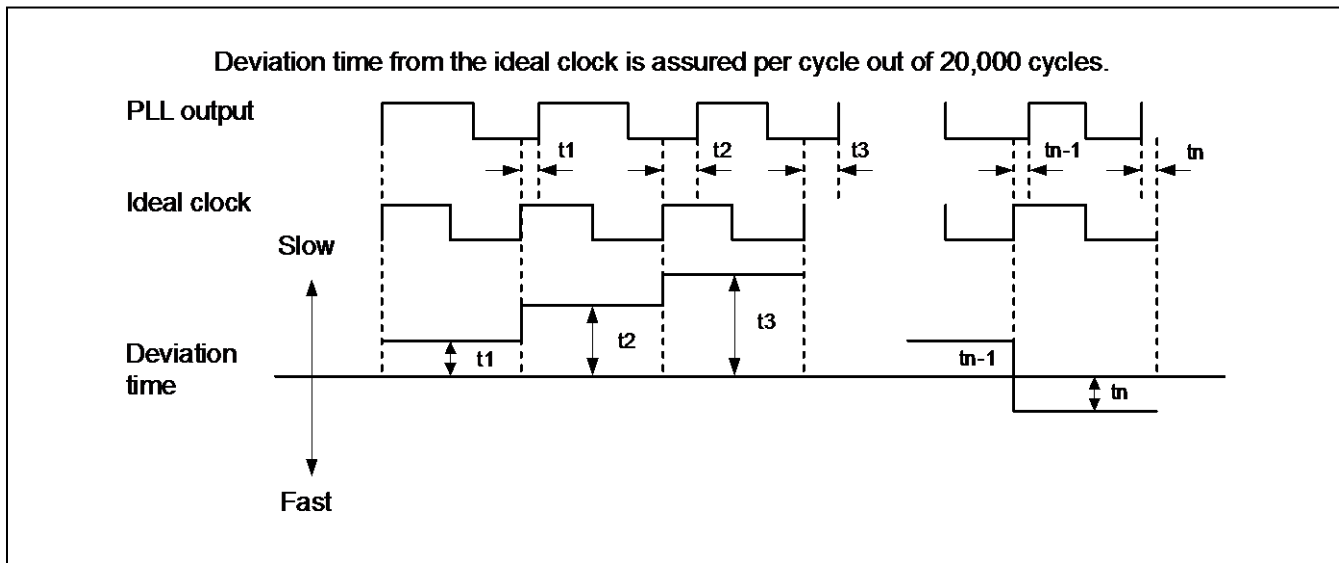 Deviation time from the ideal clock is assured per cycle out of 20,000 cycles.
PLL output
t1
t2
t3
tn-1
tn
Ideal clock
Slow
t1
t2
t3
Deviation
time
tn-1
tn
Fast